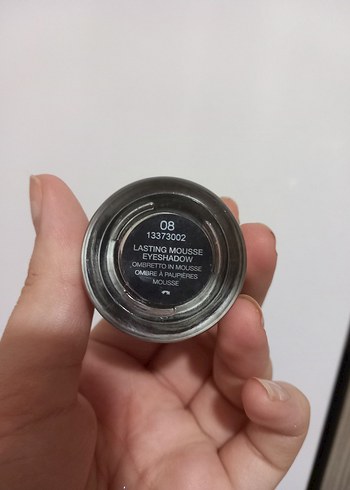 08
13373002
LASTING MOUSSE
EYESHADOW
OMBRETTO IN MOUSSE
OMBRE À PAUPIÈRES
MOUSSE